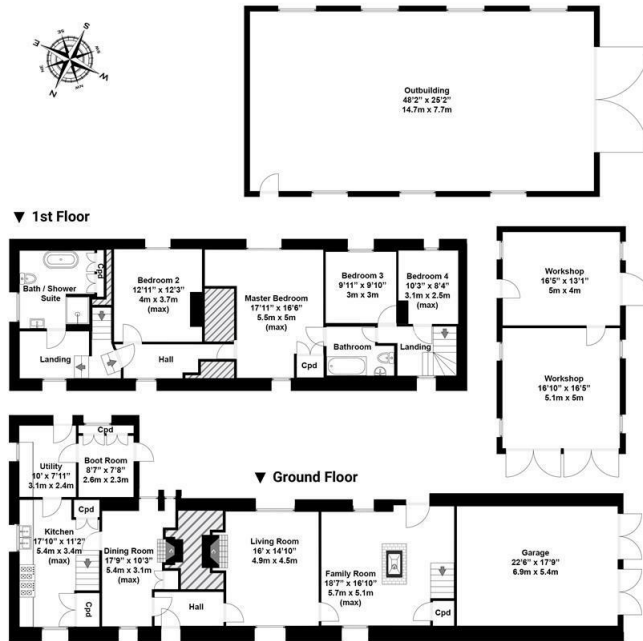 S
E
W
N
Outbuilding
48'2" x 25'2"
14.7m x 7.7m
▼ 1st Floor
Cpd
Bath / Shower
Suite
Landing
Bedroom 2
12'11" x 12'3"
4m x 3.7m
(max)
Hall
Master Bedroom
17'11" x 16'6"
5.5m x 5m
(max)
Cpd
Bedroom 3
9'11" x 9'10"
3m x 3m
Bathroom
Bedroom 4
10'3" x 8'4"
3.1m x 2.5m
(max)
Landing
Workshop
16'5" x 13'1"
5m x 4m
Workshop
16'10" x 16'5"
5.1m x 5m
▼ Ground Floor
Cpd
Utility
10' x 7'11"
3.1m x 2.4m
Boot Room
8'7" x 7'8"
2.6m x 2.3m
Cpd
Kitchen
17'10" x 11'2"
5.4m x 3.4m
(max)
Cpd
Dining Room
17'9" x 10'3"
5.4m x 3.1m
(max)
Hall
Living Room
16' x 14'10"
4.9m x 4.5m
Family Room
18'7" x 16'10"
5.7m x 5.1m
(max)
Cpd
Garage
22'6" x 17'9"
6.9m x 5.4m